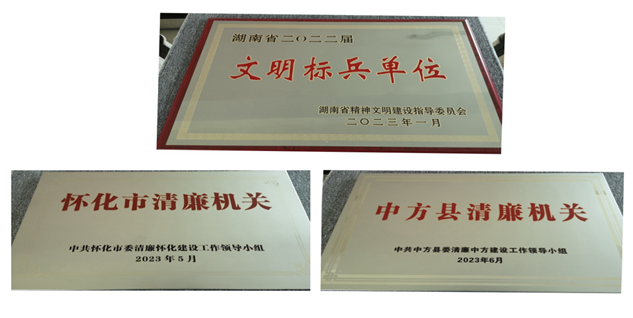 湖南省二〇二二届
文明标兵单位
湖南省精神文明建设指导委员会
二〇二三年一月
怀化市清廉机关
中共怀化市委清廉怀化建设工作领导小组
2023年5月
中方县清廉机关
中共中方县委清廉中方建设工作领导小组
2023年6月